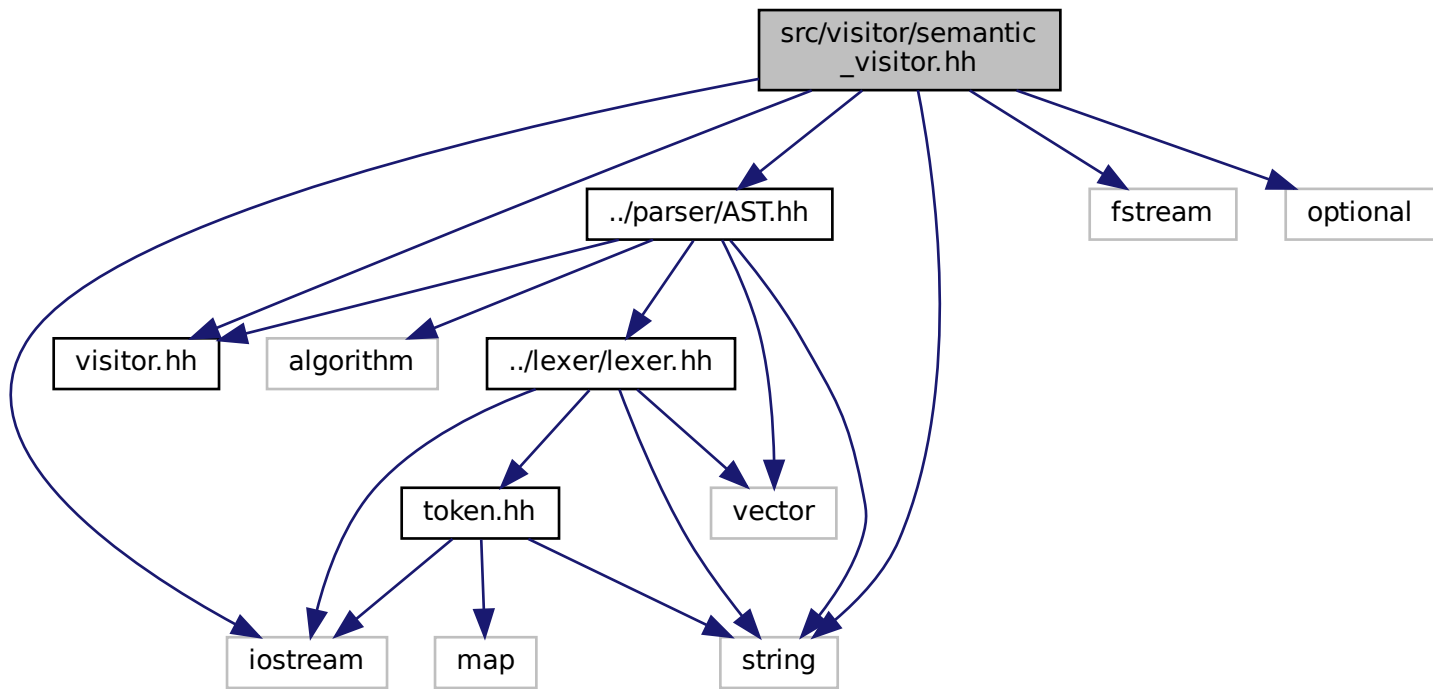 src/visitor/semantic
_visitor.hh
../parser/AST.hh
fstream
optional
visitor.hh
algorithm
../lexer/lexer.hh
token.hh
vector
iostream
map
string